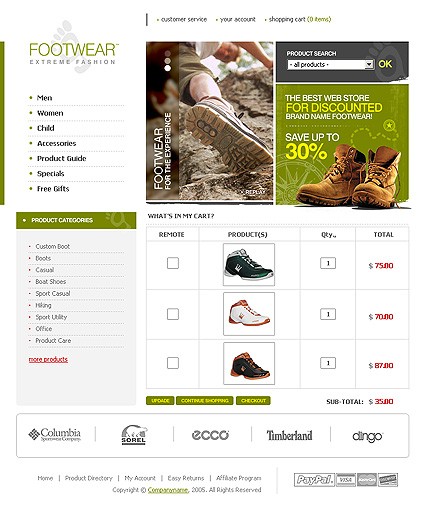 customer service
your account
shopping cart (0 items)
FOOTWEAR™
EXTREME FASHION
Men
Women
Child
Accessories
Product Guide
Specials
Free Gifts
FOOTWEAR
FOR THE EXPERIENCE
REPLAY
PRODUCT SEARCH
- all products -
OK
THE BEST WEB STORE
FOR DISCOUNTED
BRAND NAME FOOTWEAR!
SAVE UP TO
30%
PRODUCT CATEGORIES
Custom Boot
Boots
Casual
Boat Shoes
Sport Casual
Hiking
Sport Utility
Office
Product Care
more products
WHAT'S IN MY CART?
REMOTE PRODUCT(S) Qty., TOTAL
1 $ 75.00
1 $ 70.00
1 $ 87.00
UPDADE CONTINUE SHOPPING CHECKOUT SUB-TOTAL: $ 35.00
Columbia
Sportswear Company
SOREL
ecco
Timberland
dingo
Home | Product Directory | My Account | Easy Returns | Affiliate Program
Copyright © Companyname, 2005. All Rights Reserved
PayPal VISA